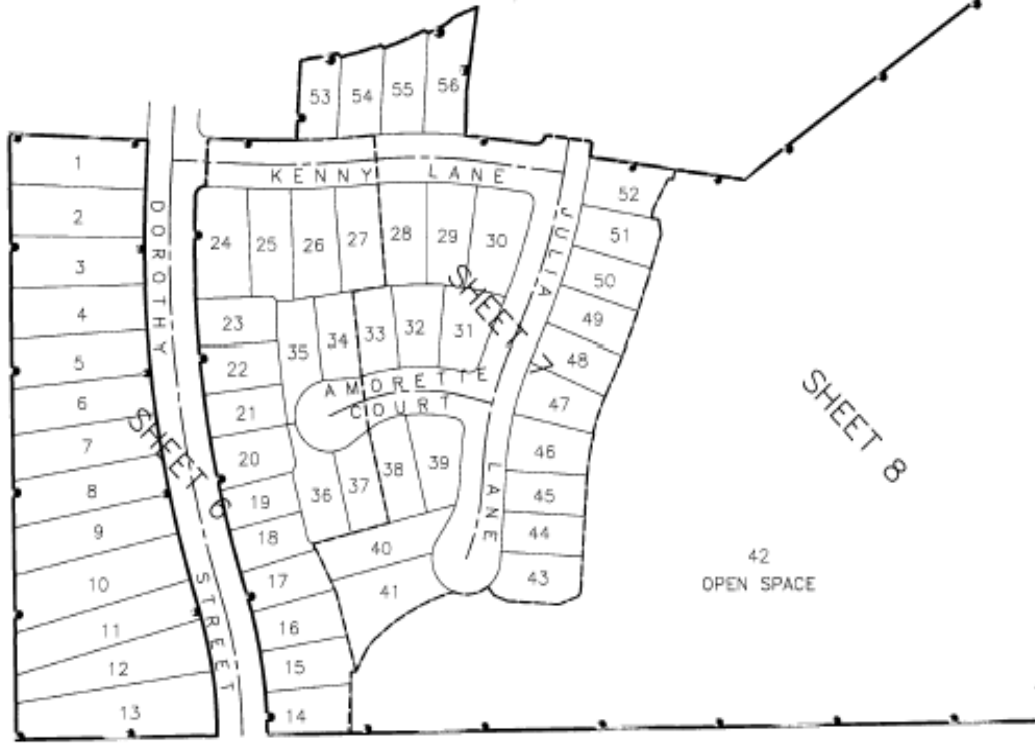 53 54 55 56
1
KENNY LANE
52
2
DOROTHY
24 25 26 27 28 29 30
JULIA
51
3
50
4
23
35 34 33 32 31
SHEET 7
49
5
22
48
AMORETTE
COURT
6
21
47
SHEET 8
7
SHEET 6
20
38 39
46
8
19
36 37
LANE
45
9
18
40
44
42
OPEN SPACE
10
STREET
17
41
43
11
16
12
15
13
14